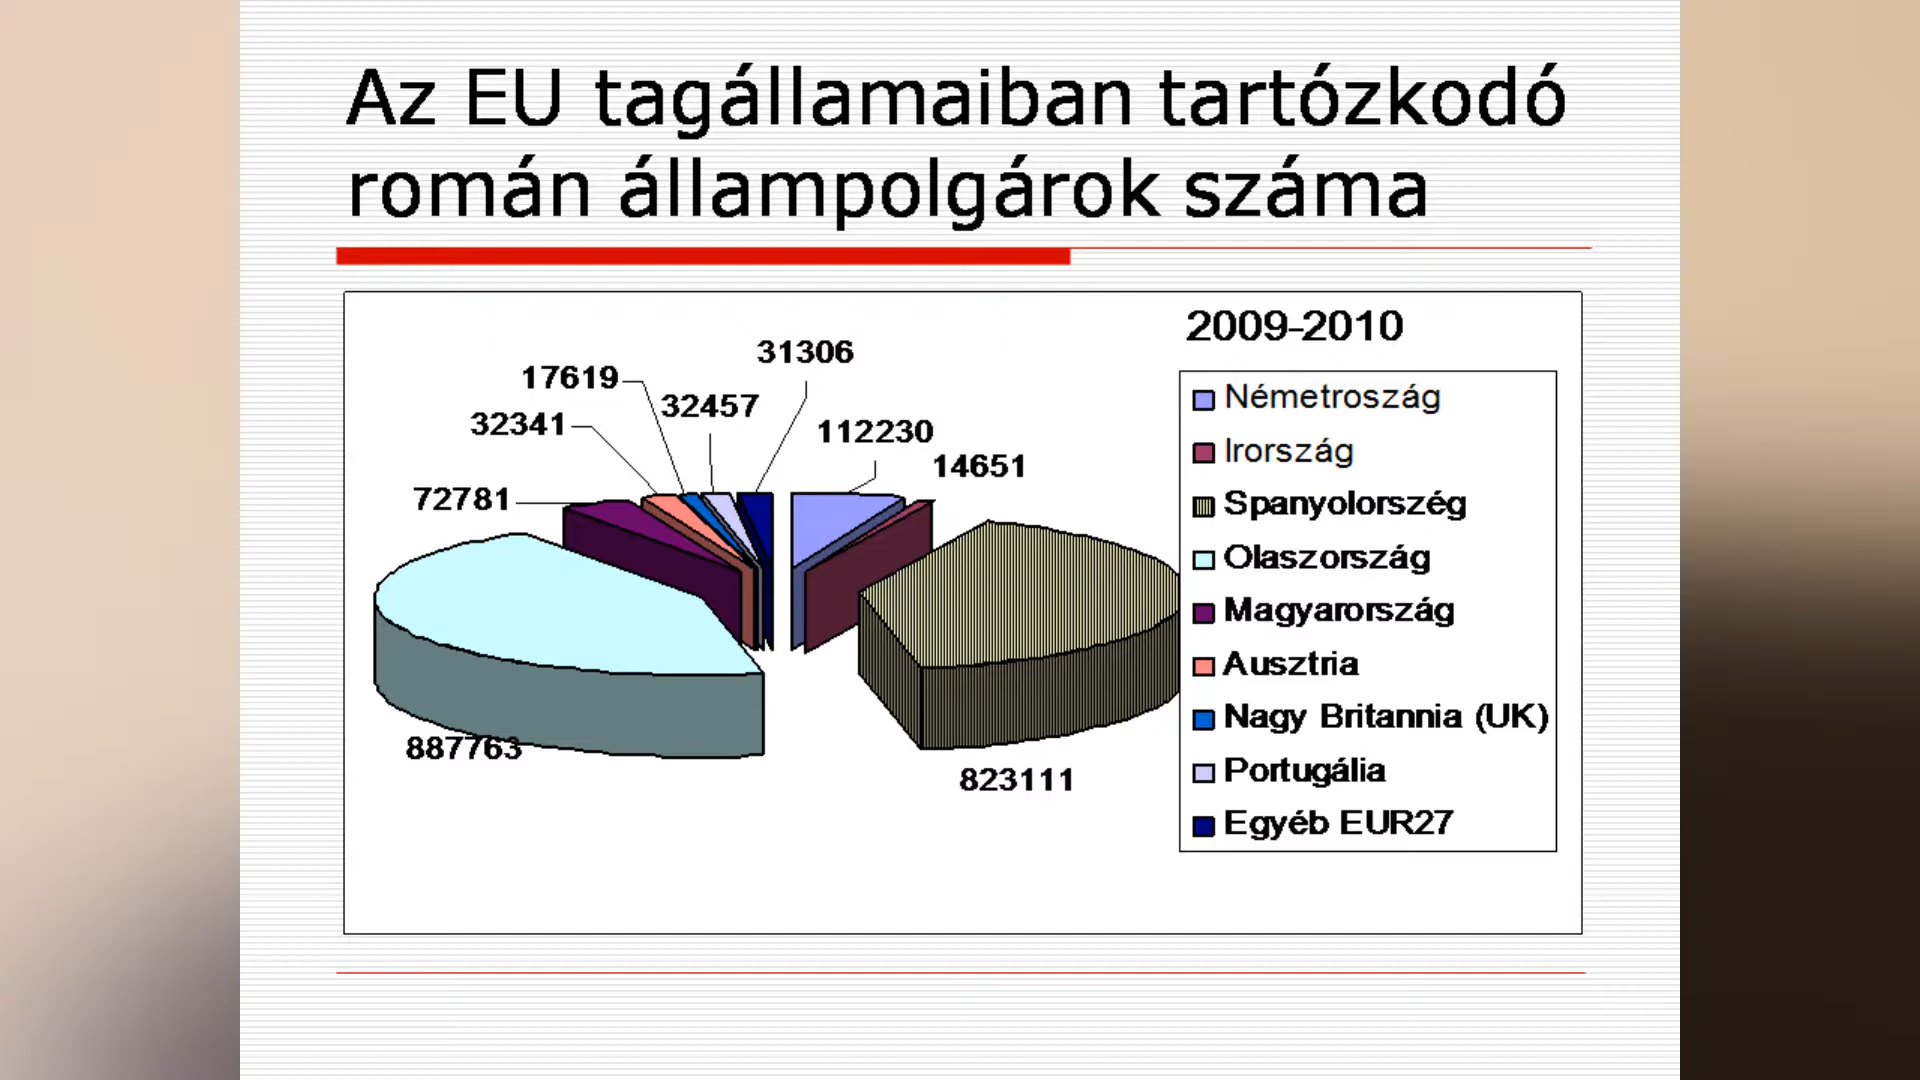 Az EU tagállamaiban tartózkodó
román állampolgárok száma
2009-2010
31306
17619
32457
32341
112230
14651
72781
887763
823111
Németroszág
Irország
Spanyolorszég
Olaszország
Magyarország
Ausztria
Nagy Britannia (UK)
Portugália
Egyéb EUR27